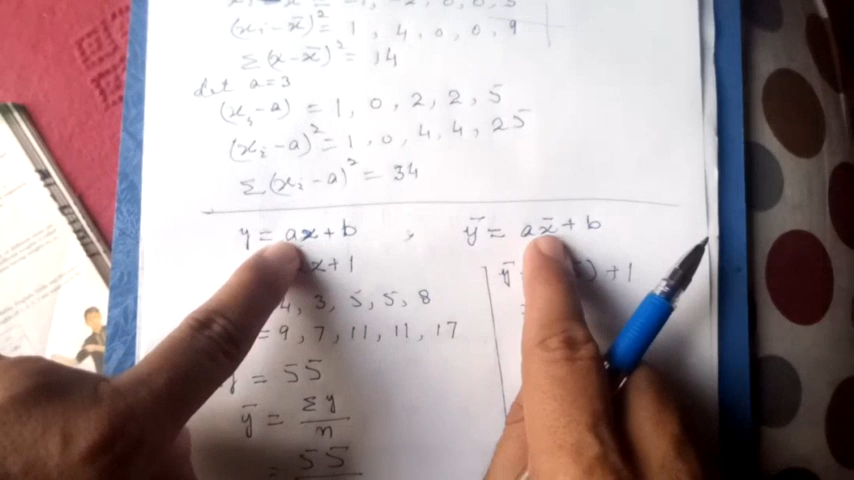 (xi-x̄)² = 1, 4, 0, 0, 9
Σ(x-x̄)² = 14
Let a=3
(xi-a) = 1, 0, 2, 2, 5
(xi-a)² = 1, 0, 4, 4, 25
Σ(xi-a)² = 34
y = ax+b , ȳ = ax̄+b
x+1
4, 3, 5, 5, 8
= 9, 7, 11, 11, 17
= 55
ȳ = Σy/n
= 55
ȳ ) +1
=